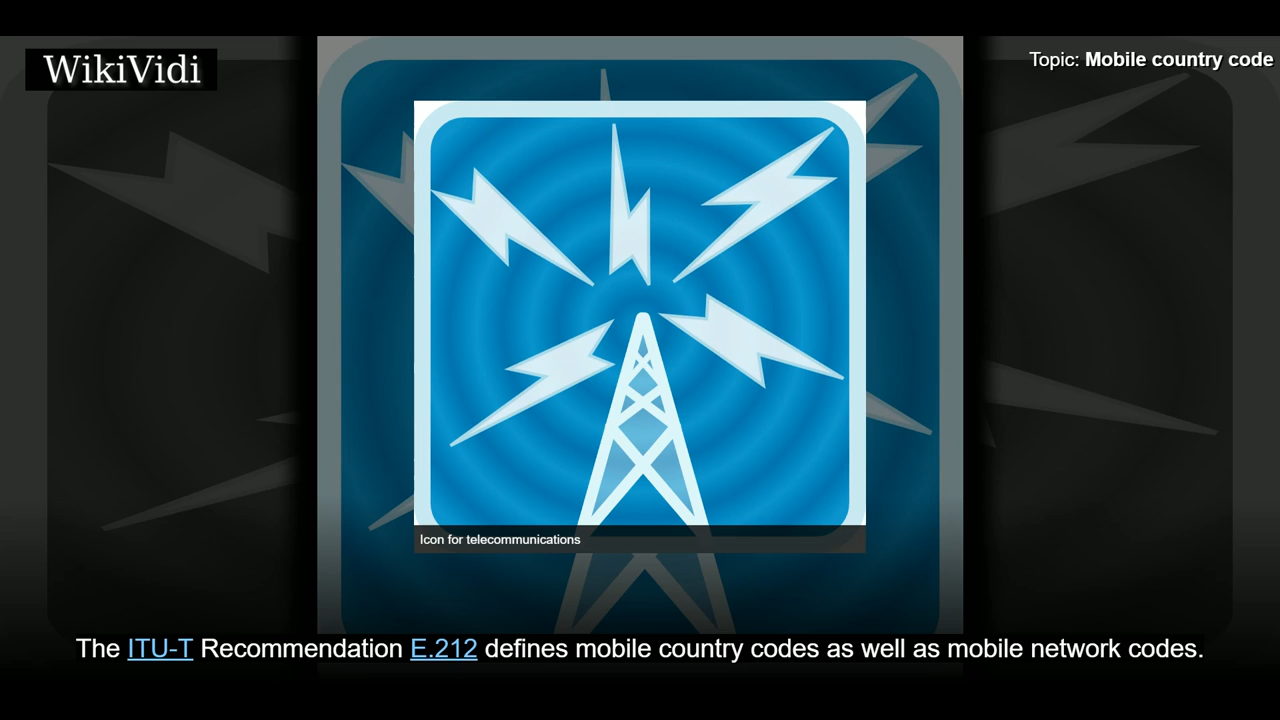 WikiVidi
Topic: Mobile country code
Icon for telecommunications
The ITU-T Recommendation E.212 defines mobile country codes as well as mobile network codes.